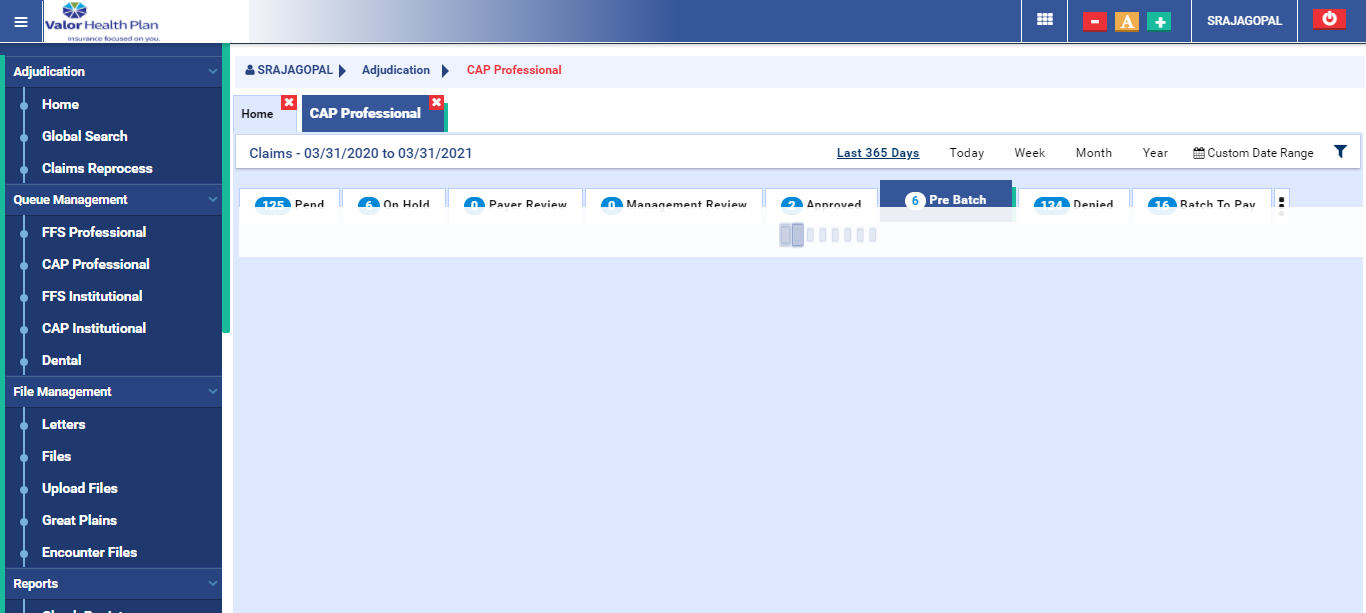 Valor Health Plan
Insurance focused on you.
A
SRAJAGOPAL
SRAJAGOPAL Adjudication CAP Professional
Home CAP Professional
Claims - 03/31/2020 to 03/31/2021 Last 365 Days Today Week Month Year Custom Date Range
125 Pend 6 On Hold 0 Payer Review 0 Management Review 2 Approved 6 Pre Batch 134 Denied 16 Batch To Pay
Adjudication
Home
Global Search
Claims Reprocess
Queue Management
FFS Professional
CAP Professional
FFS Institutional
CAP Institutional
Dental
File Management
Letters
Files
Upload Files
Great Plains
Encounter Files
Reports